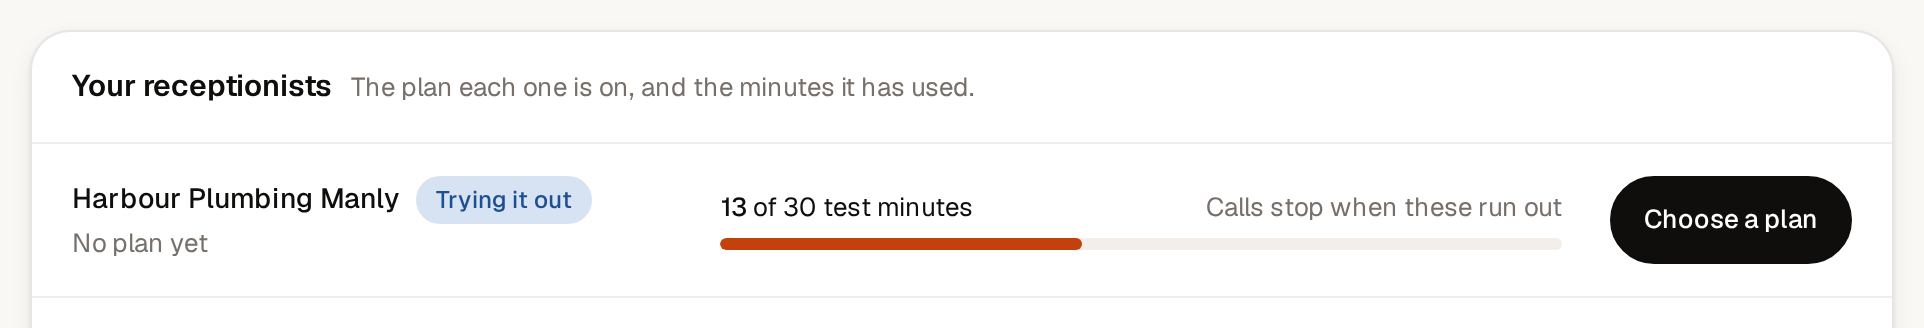 Your receptionists The plan each one is on, and the minutes it has used.
Harbour Plumbing Manly Trying it out
No plan yet
13 of 30 test minutes Calls stop when these run out
Choose a plan